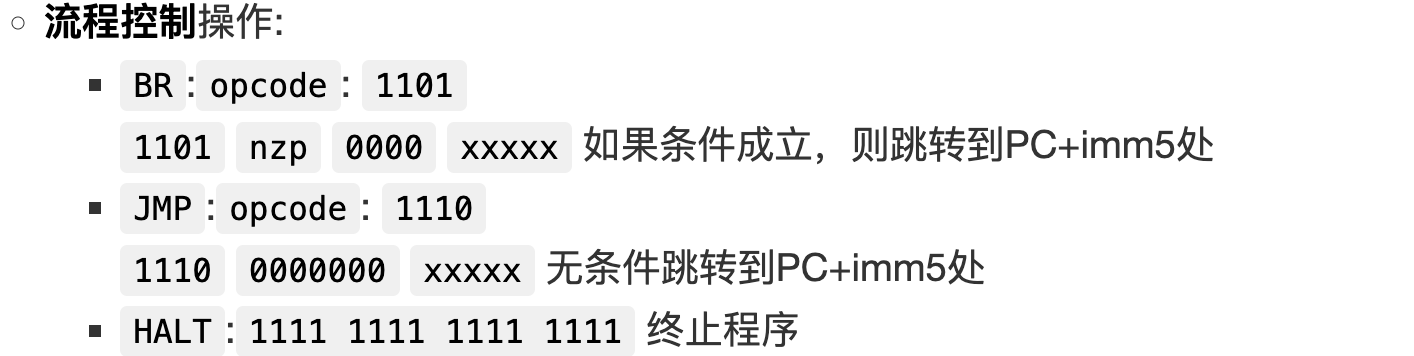 流程控制操作:
BR:opcode: 1101
1101 nzp 0000 xxxxx 如果条件成立，则跳转到PC+imm5处
JMP:opcode: 1110
1110 0000000 xxxxx 无条件跳转到PC+imm5处
HALT:1111 1111 1111 1111 终止程序